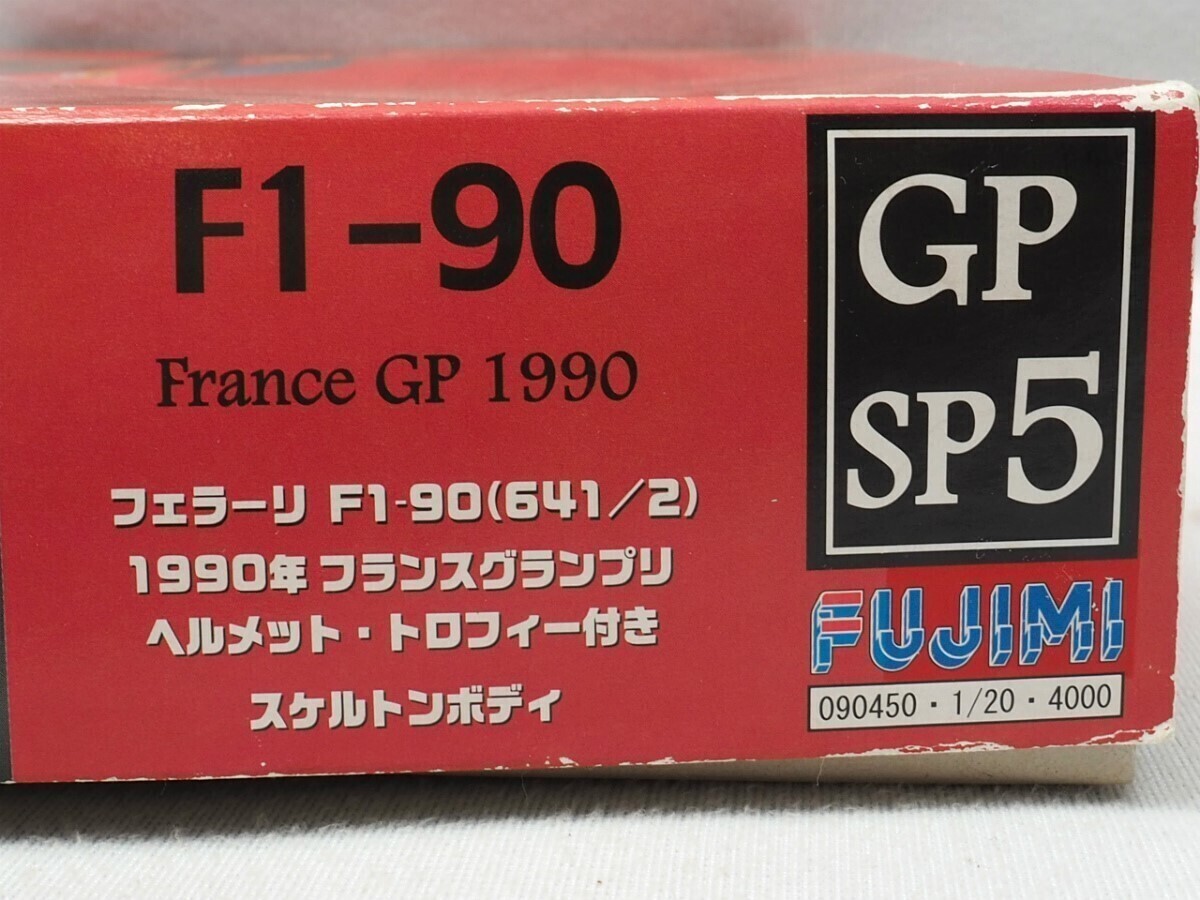 F1-90
France GP 1990
フェラーリ F1-90(641/2)
1990年 フランスグランプリ
ヘルメット・トロフィー付き
スケルトンボディ
GP
SP5
FUJIMI
090450・1/20・4000